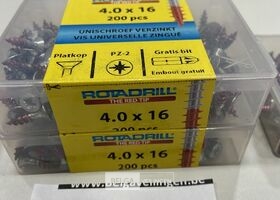 4.0 x 16
200 pcs
UNISCHROEF VERZINKT
VIS UNIVERSELLE ZINGUÉ
Platkop
PZ-2
Gratis bit
Embout gratuit
ROTADRILL
THE RED TIP
4.0 x 16
200 pcs
ROTADRILL
THE RED TIP
4.0 x 16
200 pcs